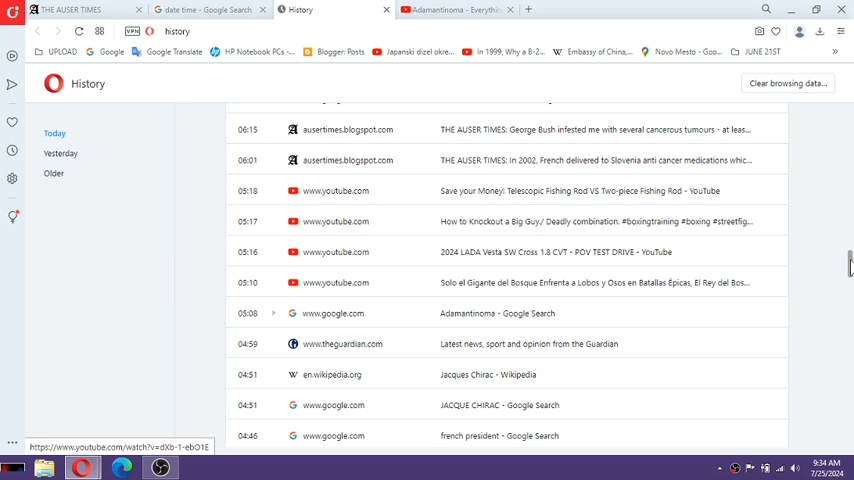 THE AUSER TIMES
date time - Google Search
History
Adamantinoma - Everythin
VPN
history
UPLOAD
Google
Google Translate
HP Notebook PC -...
Blogger: Posts
Japanski dizel okre...
In 1999, Why a B-2...
Embassy of China,...
Novo Mesto - Goo...
JUNE 21ST
History
Clear browsing data...
Today
Yesterday
Older
06:15 ausertimes.blogspot.com THE AUSER TIMES: George Bush infested me with several cancerous tumours - at leas...
06:01 ausertimes.blogspot.com THE AUSER TIMES: In 2002, French delivered to Slovenia anti cancer medications whic...
05:18 www.youtube.com Save your Money! Telescopic Fishing Rod VS Two-piece Fishing Rod - YouTube
05:17 www.youtube.com How to Knockout a Big Guy./ Deadly combination. #boxingtraining #boxing #streetfig...
05:16 www.youtube.com 2024 LADA Vesta SW Cross 1.8 CVT - POV TEST DRIVE - YouTube
05:10 www.youtube.com Solo el Gigante del Bosque Enfrenta a Lobos y Osos en Batallas Épicas, El Rey del Bos...
05:08 www.google.com Adamantinoma - Google Search
04:59 www.theguardian.com Latest news, sport and opinion from the Guardian
04:51 en.wikipedia.org Jacques Chirac - Wikipedia
04:51 www.google.com JACQUE CHIRAC - Google Search
04:46 www.google.com french president - Google Search
https://www.youtube.com/watch?v=dXb-1-ebO1E
9:34 AM
7/25/2024